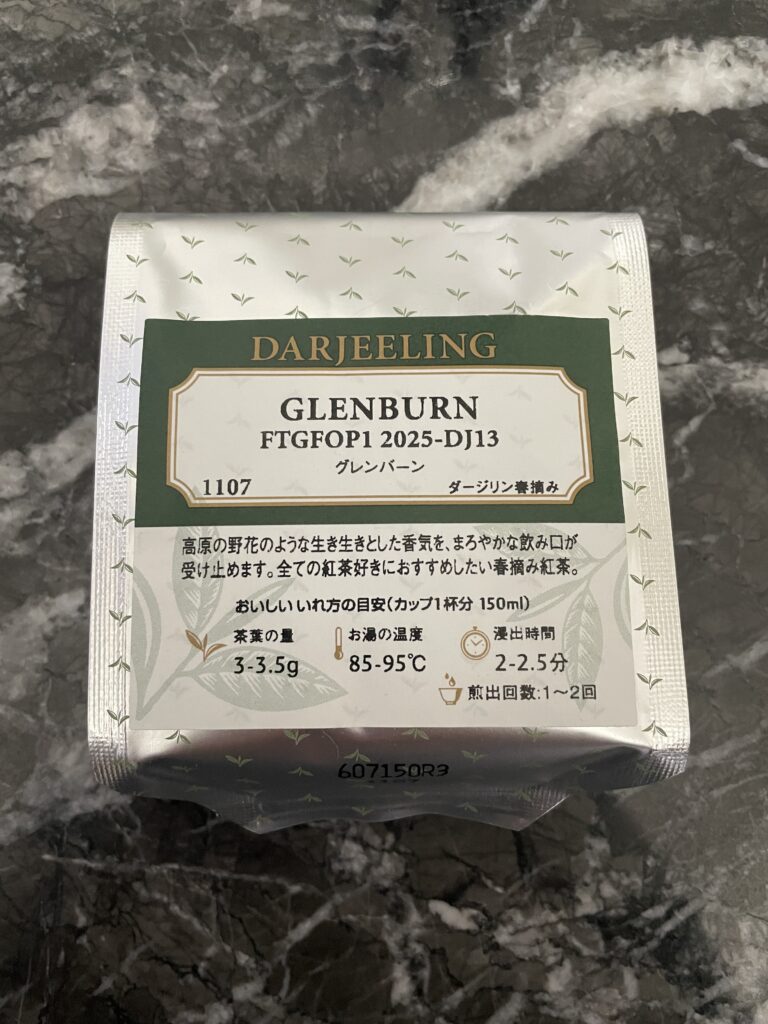 DARJEELING
GLENBURN
FTGFOP1 2025-DJ13
グレンバーン
1107
ダージリン春摘み
高原の野花のような生き生きとした香気を、まろやかな飲み口が
受け止めます。全ての紅茶好きにおすすめしたい春摘み紅茶。
おいしいいれ方の目安(カップ1杯分 150ml)
茶葉の量
3-3.5g
お湯の温度
85-95℃
浸出時間
2-2.5分
煎出回数:1～2回
607150R3